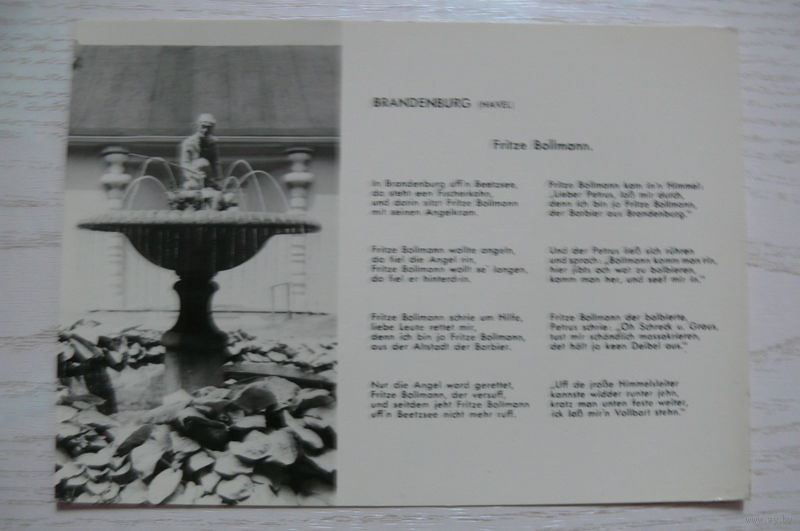 BRANDENBURG (HAVEL)
Fritze Bollmann.
In Brandenburg uff'n Beetzsee,
da steht een Fischerkahn,
und darin sitzt Fritze Bollmann
mit seinen Angelkram.
Fritze Bollmann wollte angeln,
da fiel die Angel rin,
Fritze Bollmann wollt se' langen,
da fiel er hinterdrin.
Fritze Bollmann schrie um Hilfe,
liebe Leute rettet mir,
denn ich bin ja Fritze Bollmann,
aus der Altstadt der Barbier.
Nur die Angel ward gerettet,
Fritze Bollmann, der versuff,
und seitdem jeht Fritze Bollmann
uff'n Beetzsee nicht mehr ruff.
Fritze Bollmann kam in'n Himmel:
„Lieber Petrus, laß mir durch,
denn ich bin ja Fritze Bollmann,
der Barbier aus Brandenburg."
Und der Petrus ließ sich rühren
und sprach: „Bollmann komm man rin,
hier jibts och wat zu balbieren,
komm man her, und seef mir in."
Fritze Bollmann der balbierte,
Petrus schrie: „Oh Schreck u. Graus,
tust mir schändlich massakrieren,
det hält ja keen Deibel aus."
„Uff de jroße Himmelsleiter
kannste widder runter jehn,
kratz man unten feste weiter,
ick laß mir'n Vollbart stehn."